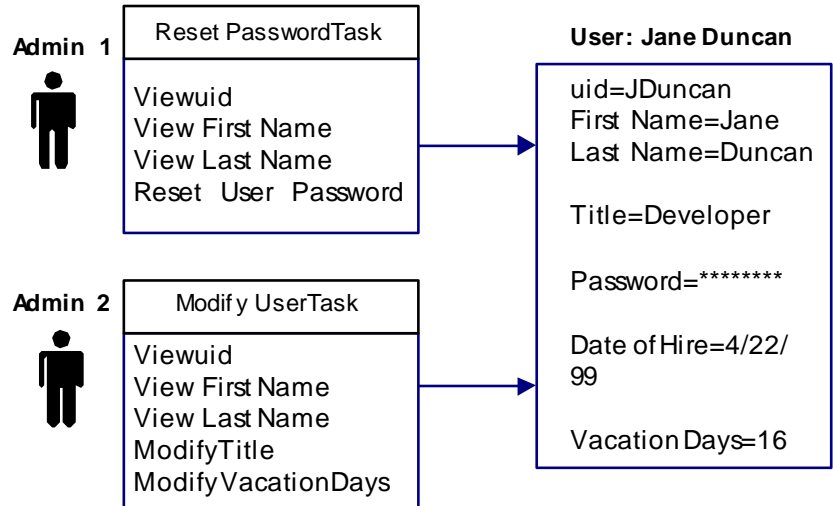 Admin 1
Reset PasswordTask
Viewuid
View First Name
View Last Name
Reset User Password
Admin 2
Modify UserTask
Viewuid
View First Name
View Last Name
ModifyTitle
ModifyVacationDays
User: Jane Duncan
uid=JDuncan
First Name=Jane
Last Name=Duncan
Title=Developer
Password=********
Date of Hire=4/22/
99
Vacation Days=16